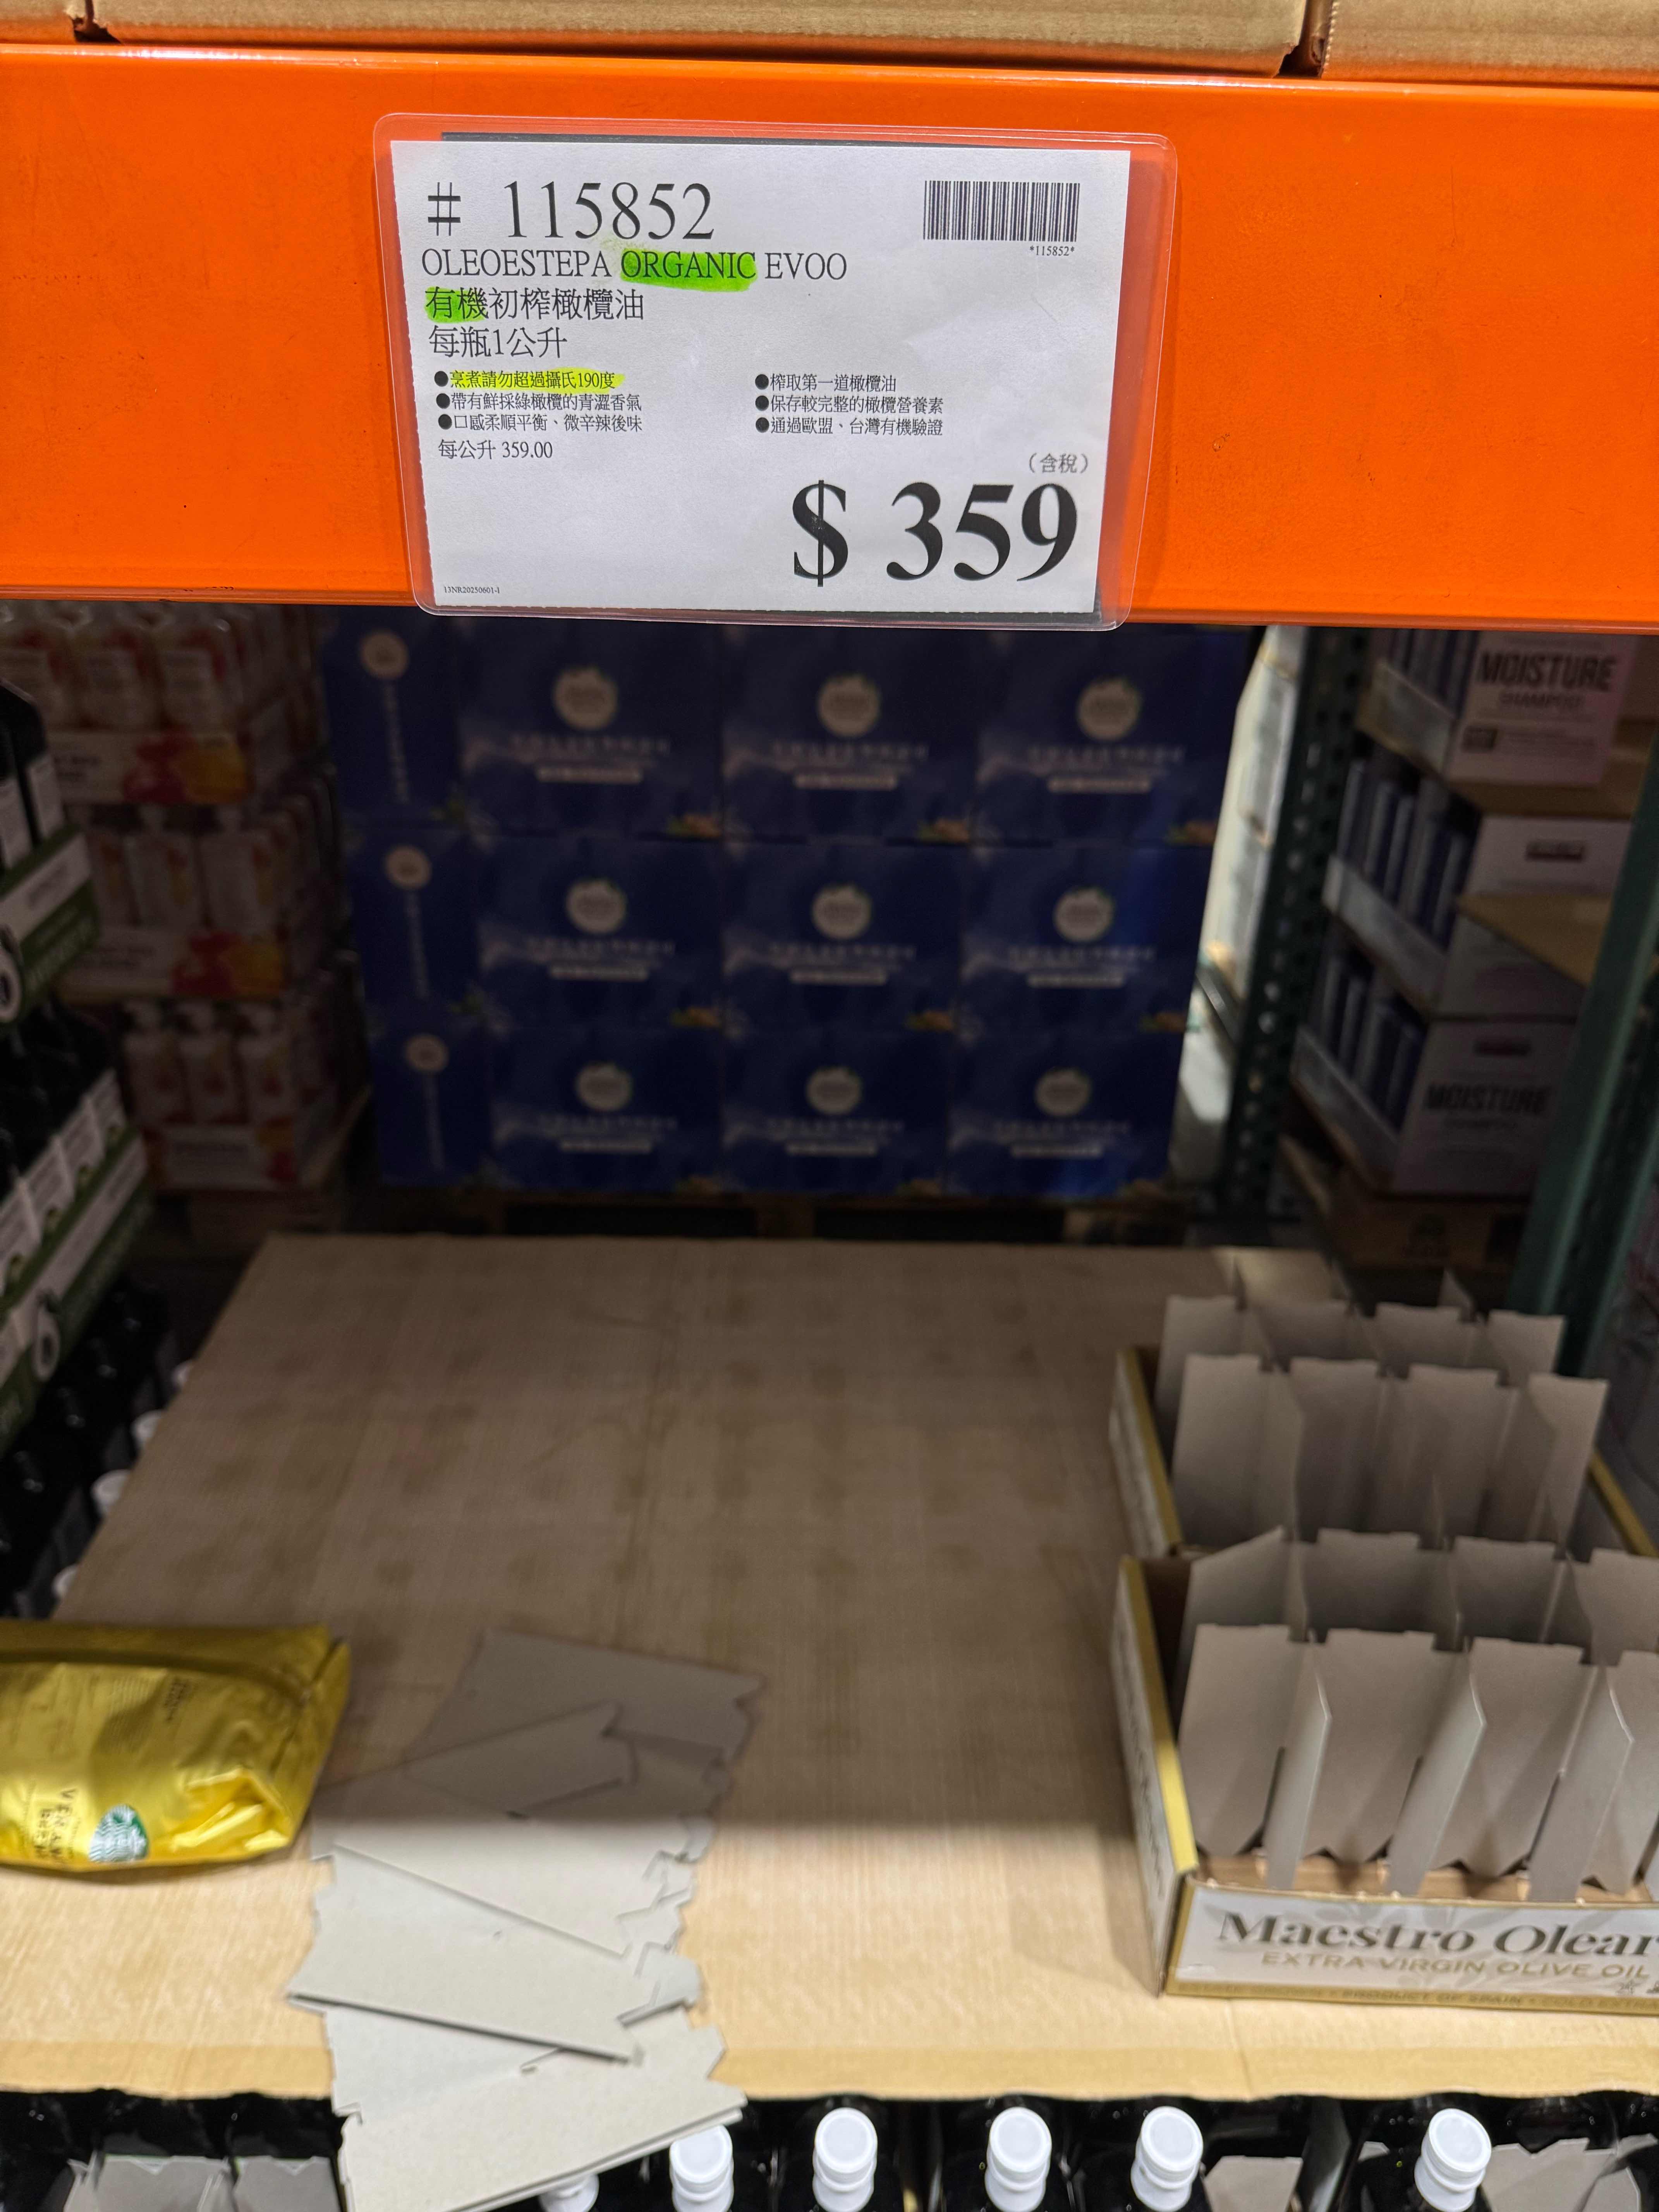 # 115852
*115852*
OLEOESTEPA ORGANIC EVOO
有機初榨橄欖油
每瓶1公升
●烹煮請勿超過攝氏190度
●帶有鮮採綠橄欖的青澀香氣
●口感柔順平衡、微辛辣後味
●榨取第一道橄欖油
●保存較完整的橄欖營養素
●通過歐盟、台灣有機驗證
每公升 359.00
（含稅）
$ 359
13NR20250601-1
MOISTURE
SHAMPOO
MOISTURE
Maestro Olear
EXTRA VIRGIN OLIVE OIL
PRODUCT OF SPAIN